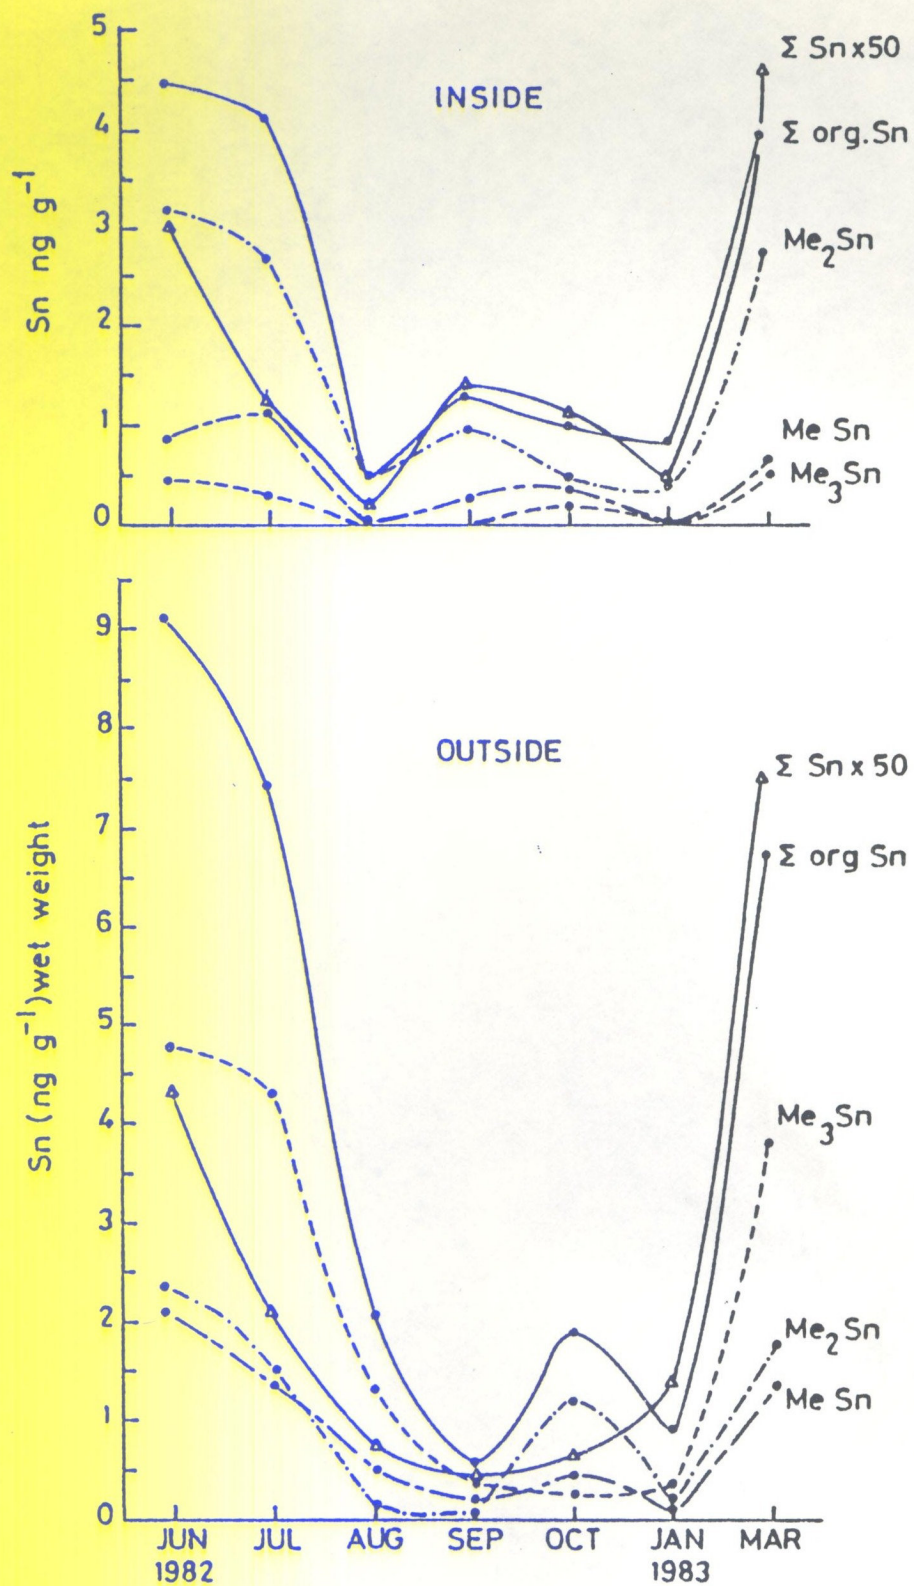 5
4
3
2
1
0
Sn ng g⁻¹
INSIDE
Σ Sn x 50
Σ org.Sn
Me₂Sn
Me Sn
Me₃Sn
9
8
7
6
5
4
3
2
1
0
Sn (ng g⁻¹) wet weight
OUTSIDE
Σ Sn x 50
Σ org Sn
Me₃Sn
Me₂Sn
Me Sn
JUN JUL AUG SEP OCT JAN MAR
1982 1983